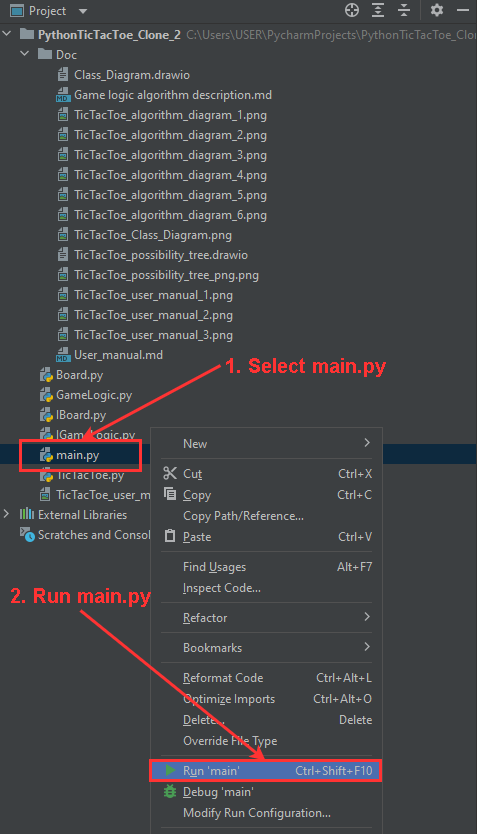 Project
PythonTicTacToe_Clone_2 C:\Users\USER\PycharmProjects\PythonTicTacToe_Clon
Doc
Class_Diagram.drawio
MD Game logic algorithm description.md
TicTacToe_algorithm_diagram_1.png
TicTacToe_algorithm_diagram_2.png
TicTacToe_algorithm_diagram_3.png
TicTacToe_algorithm_diagram_4.png
TicTacToe_algorithm_diagram_5.png
TicTacToe_algorithm_diagram_6.png
TicTacToe_Class_Diagram.png
TicTacToe_possibility_tree.drawio
TicTacToe_possibility_tree_png.png
TicTacToe_user_manual_1.png
TicTacToe_user_manual_2.png
TicTacToe_user_manual_3.png
MD User_manual.md
Board.py
GameLogic.py
IBoard.py
IGameLogic.py
main.py
TicTacToe.py
TicTacToe_user_m
External Libraries
Scratches and Consol
1. Select main.py
2. Run main.py
New
Cut Ctrl+X
Copy Ctrl+C
Copy Path/Reference...
Paste Ctrl+V
Find Usages Alt+F7
Inspect Code...
Refactor
Bookmarks
Reformat Code Ctrl+Alt+L
Optimize Imports Ctrl+Alt+O
Delete... Delete
Override File Type
Run 'main' Ctrl+Shift+F10
Debug 'main'
Modify Run Configuration...